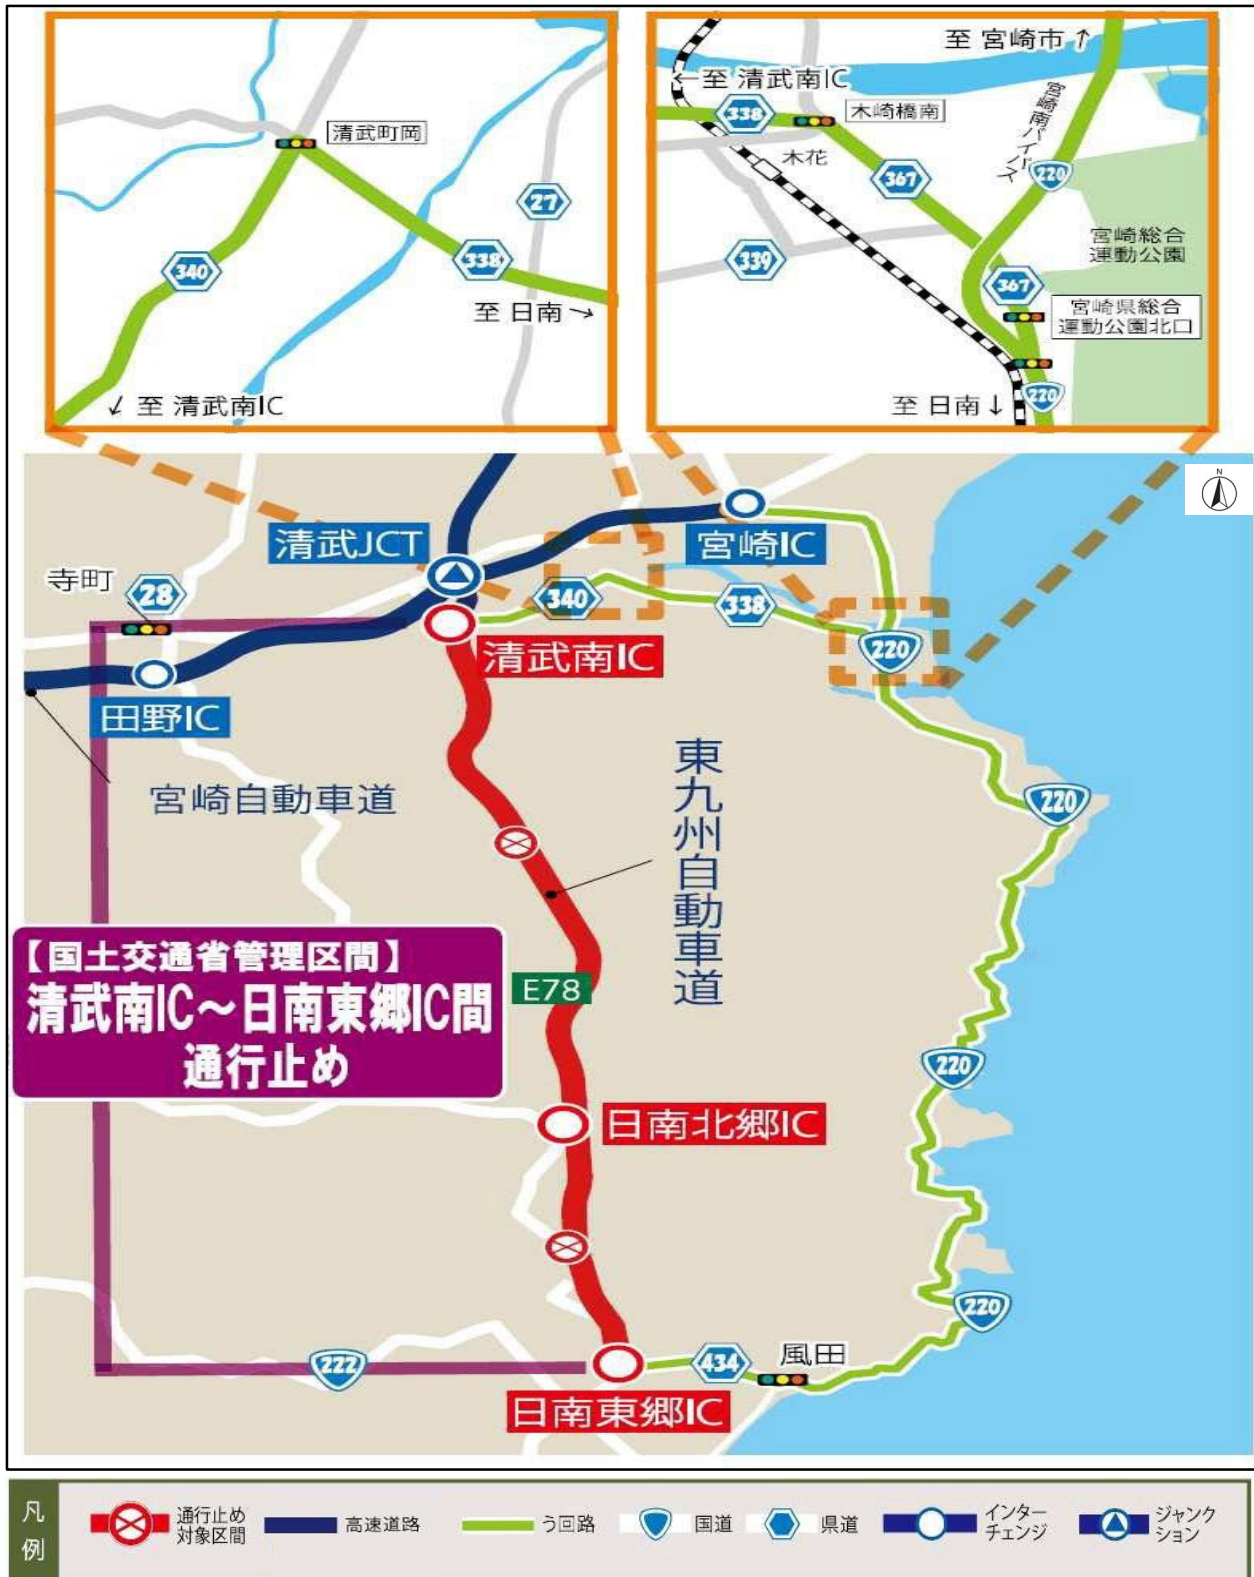 清武町岡
27
340
338
至 日南→
↙ 至 清武南IC
至 宮崎市↑
←至 清武南IC
338
木崎橋南
宮崎南バイパス
木花
367
220
339
宮崎総合
運動公園
367
宮崎県総合
運動公園北口
至 日南↓
220
N
清武JCT
宮崎IC
寺町
28
340
338
清武南IC
220
田野IC
宮崎自動車道
東九州自動車道
220
【国土交通省管理区間】
清武南IC～日南東郷IC間
通行止め
E78
220
日南北郷IC
220
222
434
風田
日南東郷IC
凡例
通行止め
対象区間
高速道路
う回路
国道
県道
インター
チェンジ
ジャンク
ション